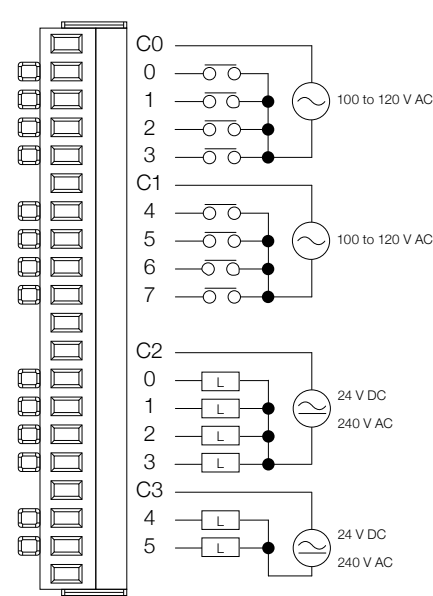 C0
0
1
100 to 120 V AC
2
3
C1
4
5
100 to 120 V AC
6
7
C2
0 L
24 V DC
1 L
240 V AC
2 L
3 L
C3
4 L
24 V DC
5 L
240 V AC